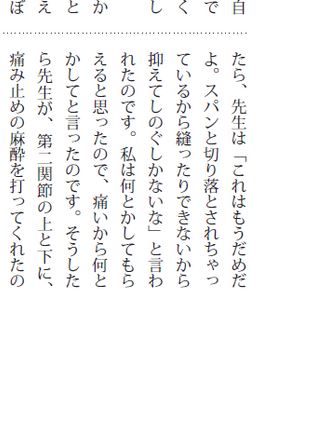 自
で
く
し
か
と
え
ぼ
たら、先生は「これはもうだめだ
よ。スパンと切り落とされちゃっ
ているから縫ったりできないから
抑えてしのぐしかないな」と言わ
れたのです。私は何とかしてもら
えると思ったので、痛いから何と
かしてと言ったのです。そうした
ら先生が、第二関節の上と下に、
痛み止めの麻酔を打ってくれたの